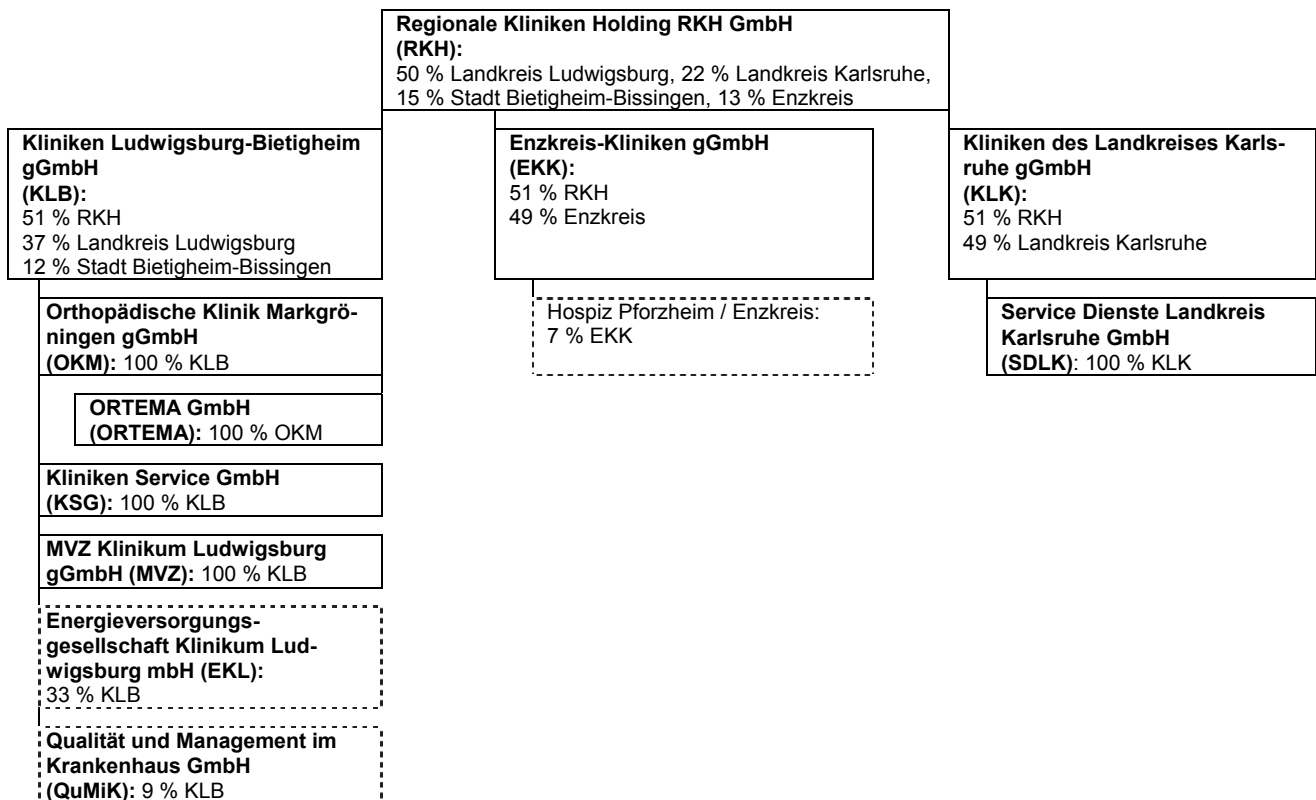 Regionale Kliniken Holding RKH GmbH
(RKH):
50 % Landkreis Ludwigsburg, 22 % Landkreis Karlsruhe,
15 % Stadt Bietigheim-Bissingen, 13 % Enzkreis
Kliniken Ludwigsburg-Bietigheim
gGmbH
(KLB):
51 % RKH
37 % Landkreis Ludwigsburg
12 % Stadt Bietigheim-Bissingen
Enzkreis-Kliniken gGmbH
(EKK):
51 % RKH
49 % Enzkreis
Kliniken des Landkreises Karls-
ruhe gGmbH
(KLK):
51 % RKH
49 % Landkreis Karlsruhe
Orthopädische Klinik Markgrö-
ningen gGmbH
(OKM): 100 % KLB
Hospiz Pforzheim / Enzkreis:
7 % EKK
Service Dienste Landkreis
Karlsruhe GmbH
(SDLK): 100 % KLK
ORTEMA GmbH
(ORTEMA): 100 % OKM
Kliniken Service GmbH
(KSG): 100 % KLB
MVZ Klinikum Ludwigsburg
gGmbH (MVZ): 100 % KLB
Energieversorgungs-
gesellschaft Klinikum Lud-
wigsburg mbH (EKL):
33 % KLB
Qualität und Management im
Krankenhaus GmbH
(QuMiK): 9 % KLB